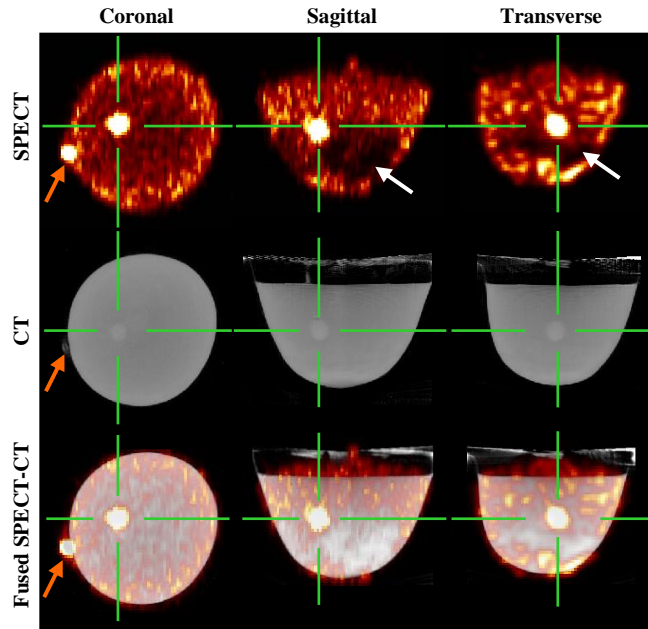 Coronal
Sagittal
Transverse
SPECT
CT
Fused SPECT-CT